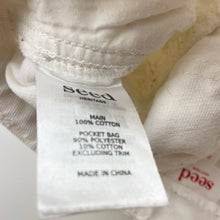 seed
HERITAGE
MAIN
100% COTTON
POCKET BAG
90% POLYESTER
10% COTTON
EXCLUDING TRIM.
MADE IN CHINA
seed